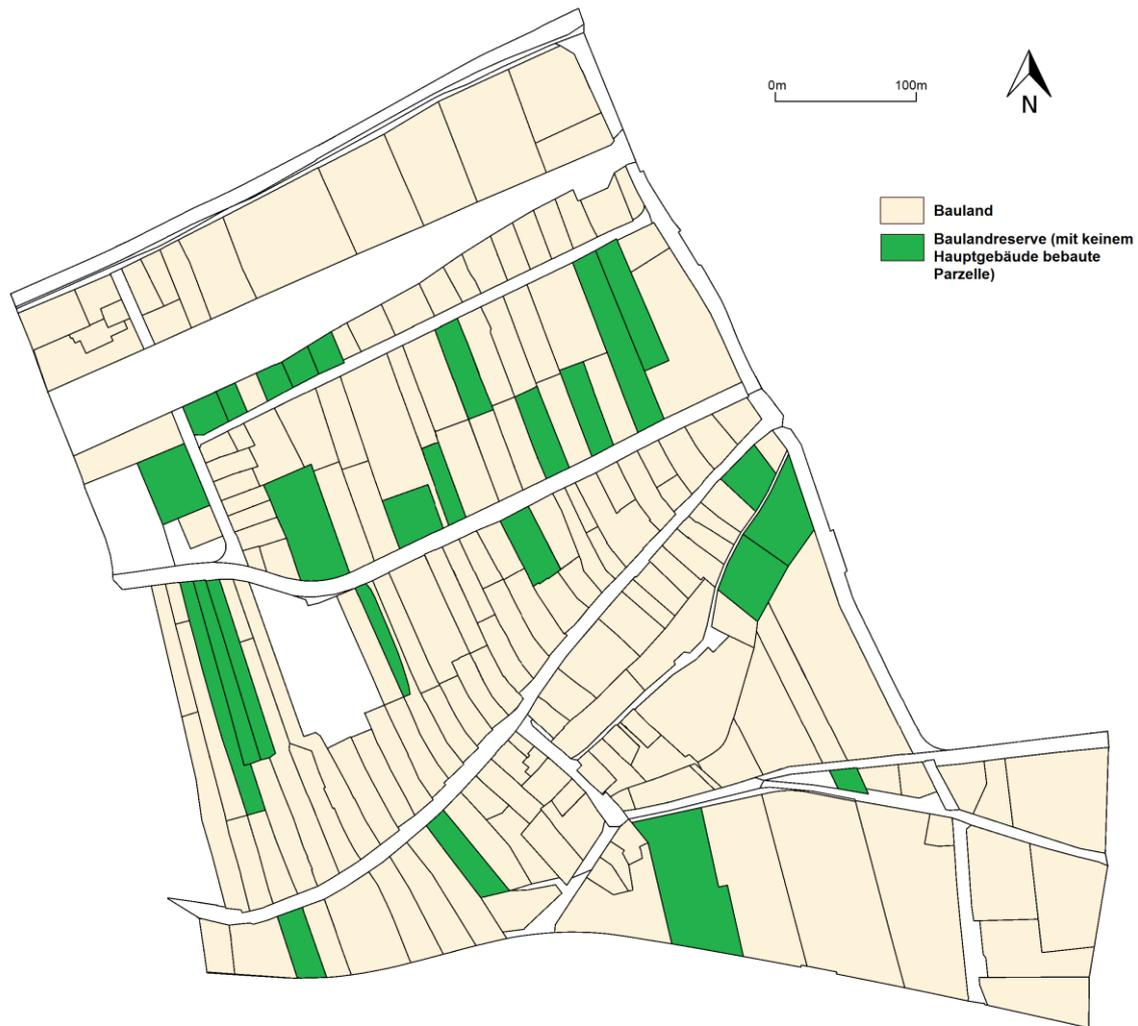 0m 100m
N
Bauland
Baulandreserve (mit keinem
Hauptgebäude bebaute
Parzelle)